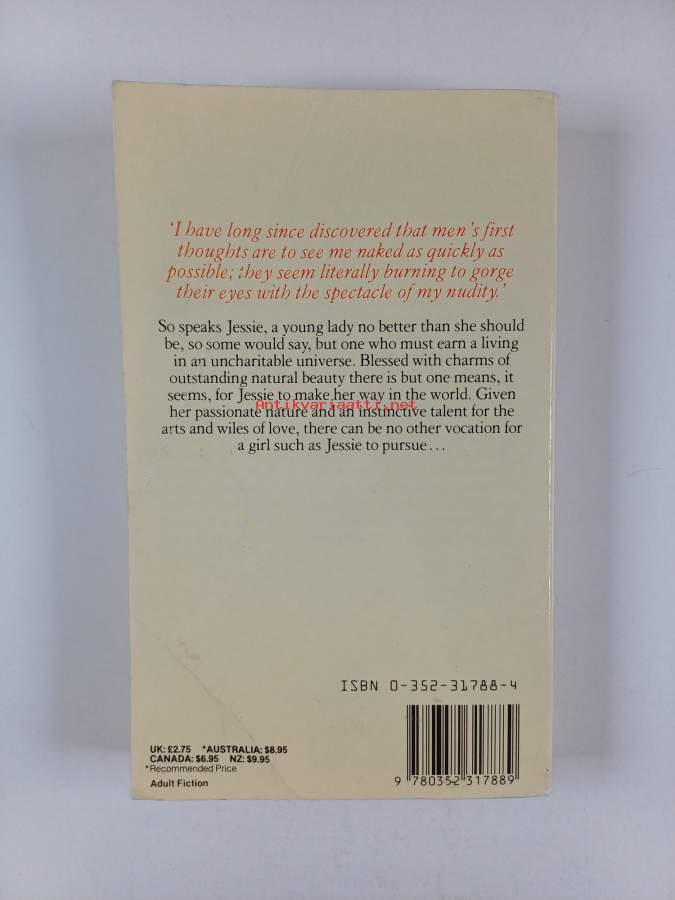 'I have long since discovered that men's first
thoughts are to see me naked as quickly as
possible; they seem literally burning to gorge
their eyes with the spectacle of my nudity.'
So speaks Jessie, a young lady no better than she should
be, so some would say, but one who must earn a living
in an uncharitable universe. Blessed with charms of
outstanding natural beauty there is but one means, it
seems, for Jessie to make her way in the world. Given
Antikvariaatti.net
her passionate nature and an instinctive talent for the
arts and wiles of love, there can be no other vocation for
a girl such as Jessie to pursue...
ISBN 0-352-31788-4
UK: £2.75 *AUSTRALIA: $8.95
CANADA: $6.95 NZ: $9.95
*Recommended Price
Adult Fiction
9 780352 317889